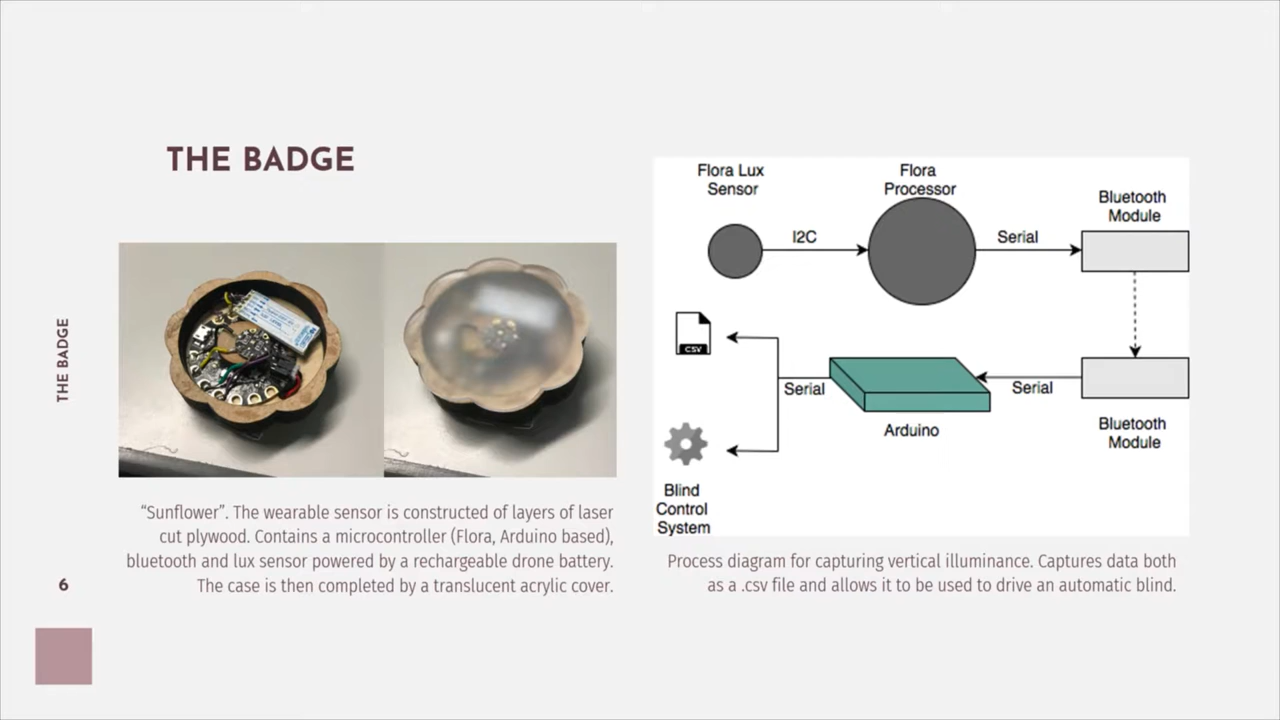 THE BADGE
THE BADGE
6
“Sunflower”. The wearable sensor is constructed of layers of laser
cut plywood. Contains a microcontroller (Flora, Arduino based),
bluetooth and lux sensor powered by a rechargeable drone battery.
The case is then completed by a translucent acrylic cover.
Flora Lux
Sensor
Flora
Processor
Bluetooth
Module
I2C
Serial
CSV
Serial
Serial
Arduino
Bluetooth
Module
Blind
Control
System
Process diagram for capturing vertical illuminance. Captures data both
as a .csv file and allows it to be used to drive an automatic blind.